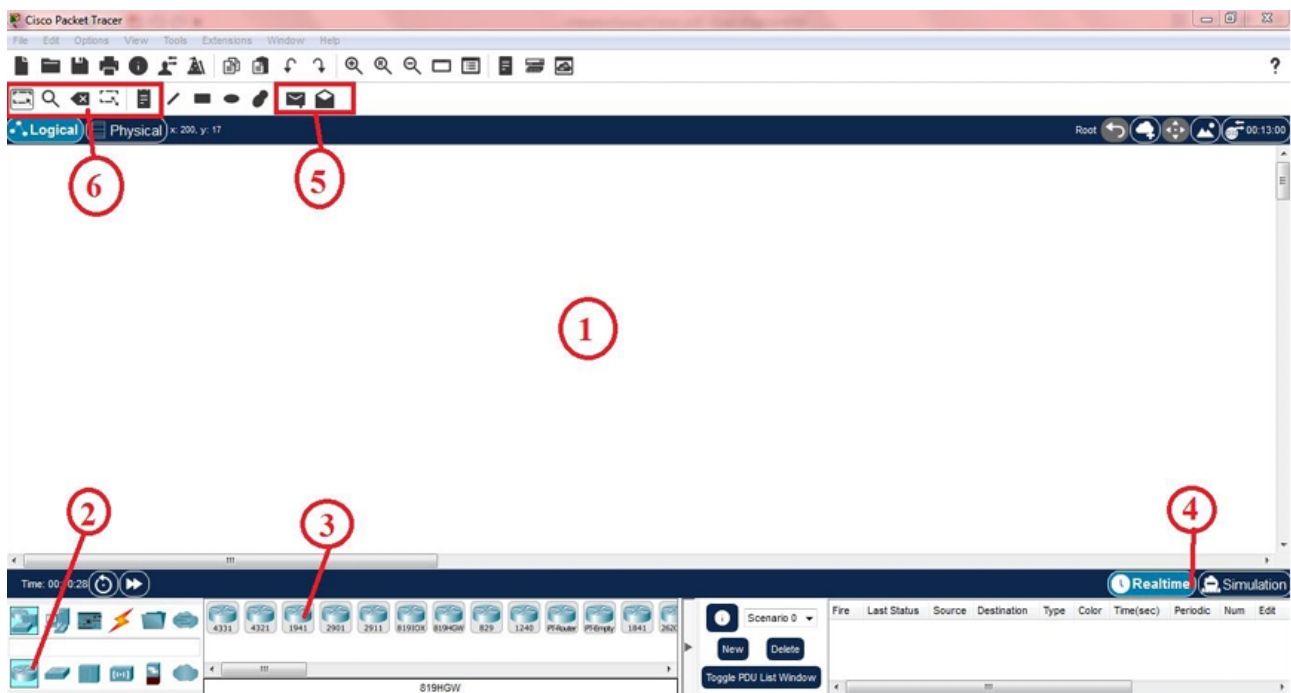 Cisco Packet Tracer
File Edit Options View Tools Extensions Window Help
?
Logical Physical x: 200, y: 17 Root 00:13:00
6
5
1
2
3
4
Time: 00: 0:28 Realtime Simulation
4331 4321 1941 2901 2911 819IOX 819HGW 829 1240 PT-Router PT-Empty 1841 262
Scenario 0
New Delete
Toggle PDU List Window
Fire Last Status Source Destination Type Color Time(sec) Periodic Num Edit
819HGW